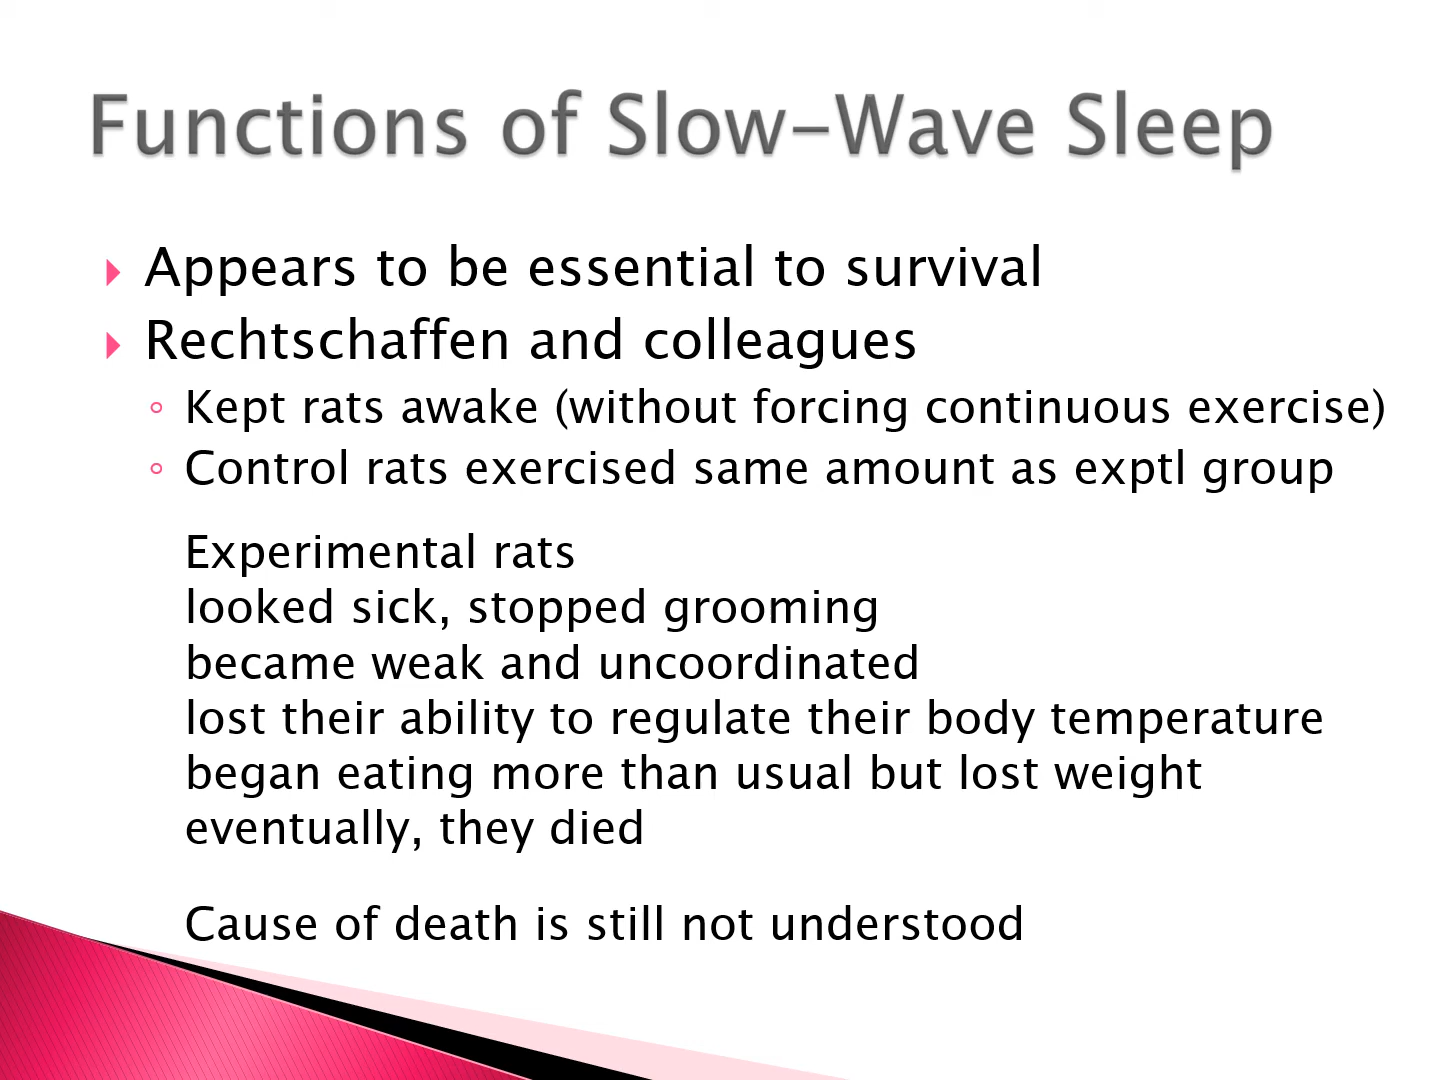 Functions of Slow-Wave Sleep
Appears to be essential to survival
Rechtschaffen and colleagues
Kept rats awake (without forcing continuous exercise)
Control rats exercised same amount as exptl group
Experimental rats
looked sick, stopped grooming
became weak and uncoordinated
lost their ability to regulate their body temperature
began eating more than usual but lost weight
eventually, they died
Cause of death is still not understood